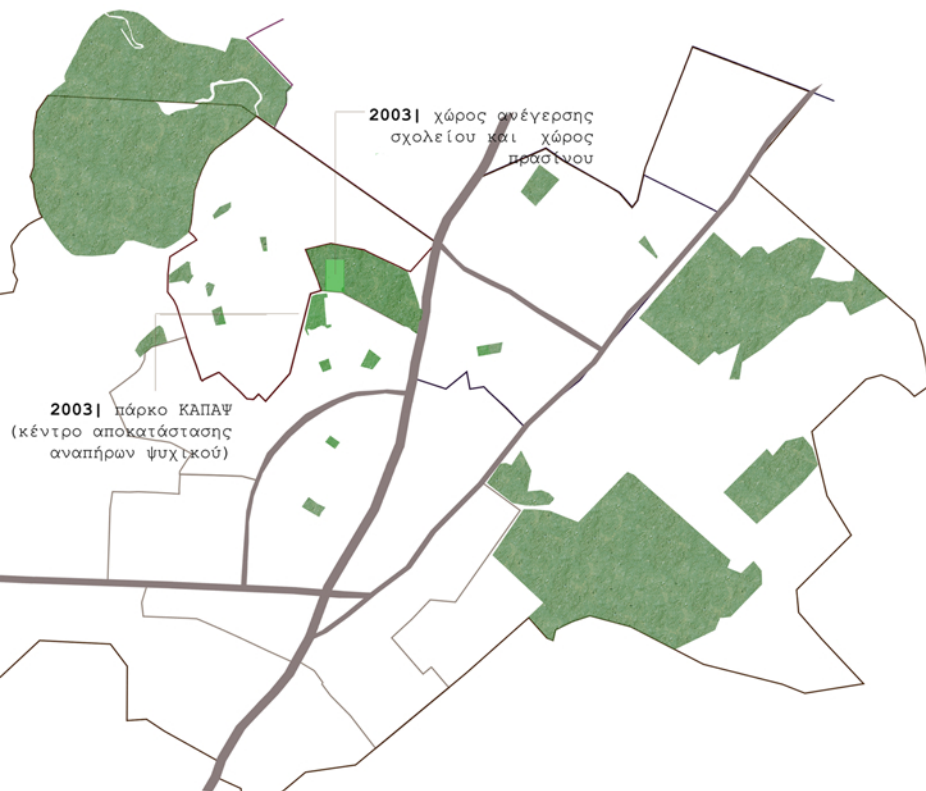 2003| χώρος ανέγερσης
σχολείου και χώρος
πρασίνου
2003| πάρκο ΚΑΠΑΨ
(κέντρο αποκατάστασης
αναπήρων ψυχικού)